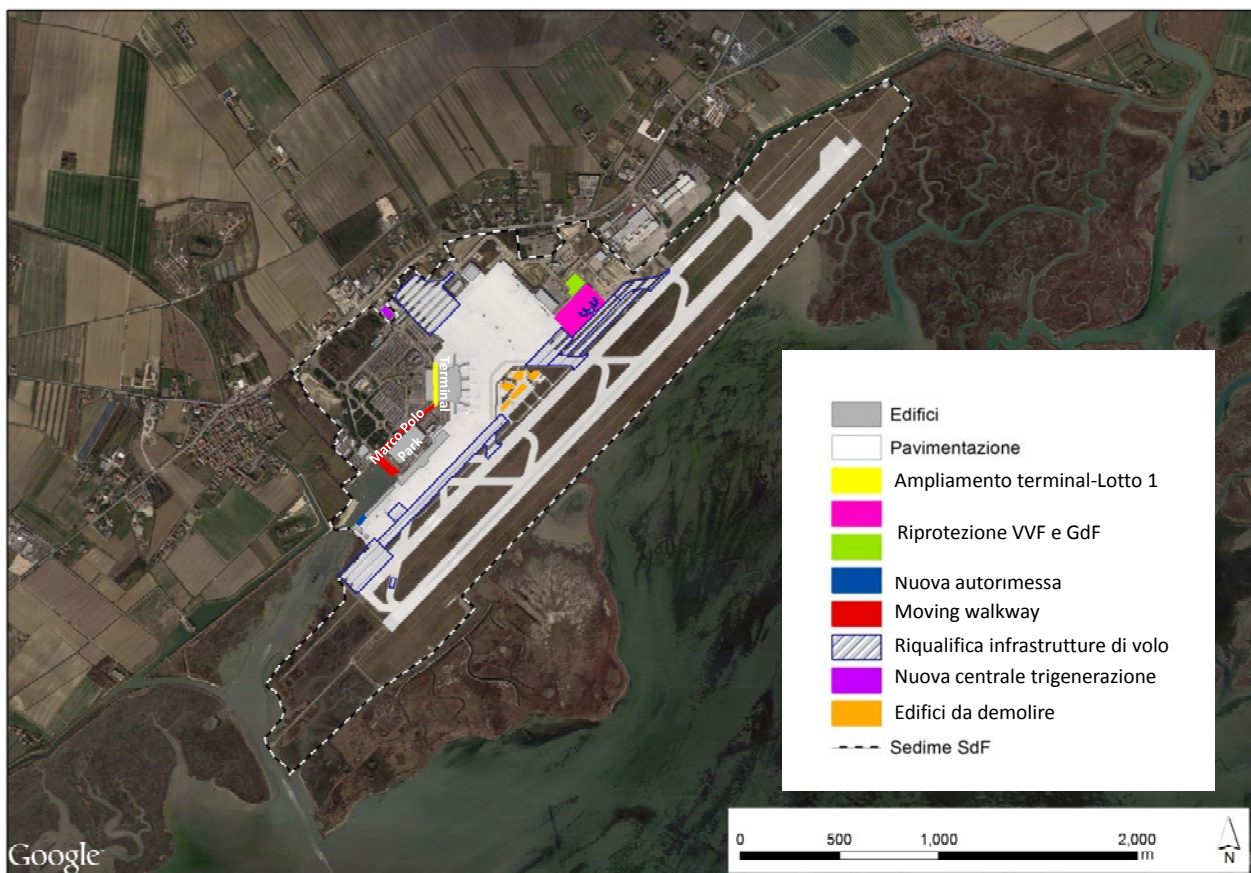 Terminal
Marco Polo
Park
Edifici
Pavimentazione
Ampliamento terminal-Lotto 1
Riprotezione VVF e GdF
Nuova autorimessa
Moving walkway
Riqualifica infrastrutture di volo
Nuova centrale trigenerazione
Edifici da demolire
Sedime SdF
0 500 1,000 2,000
m
N
Google